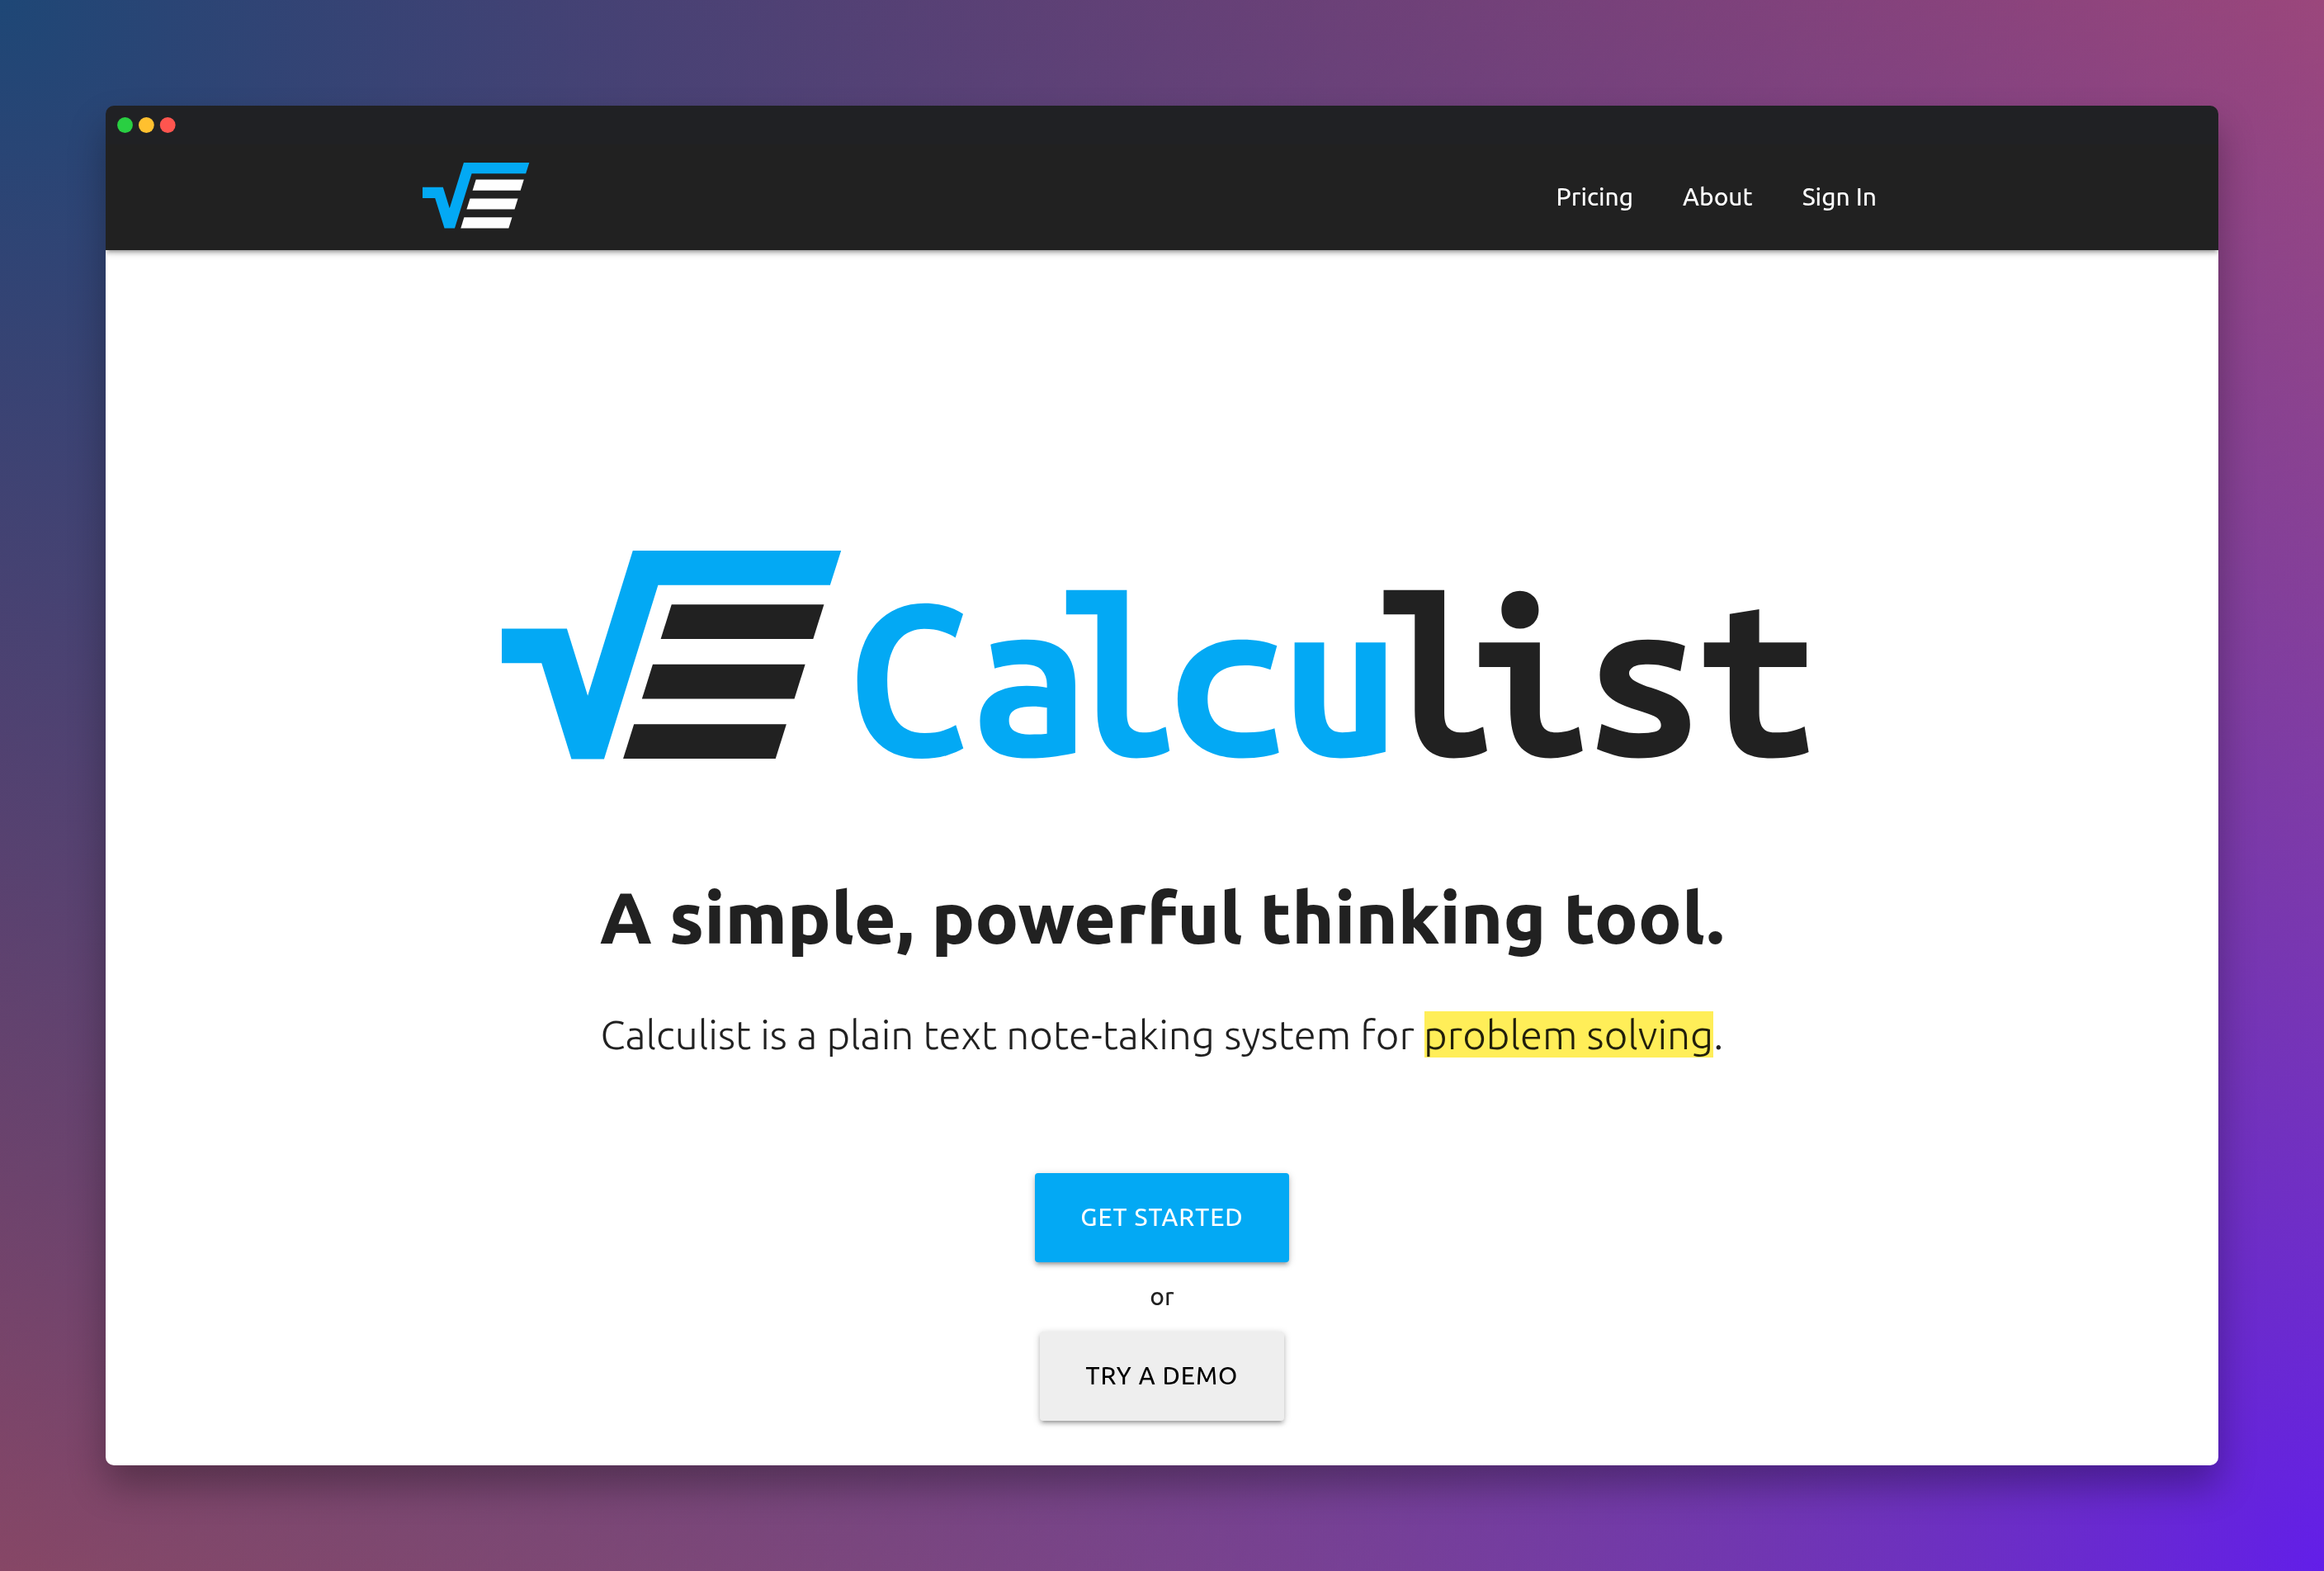 Pricing About Sign In
Calculist
A simple, powerful thinking tool.
Calculist is a plain text note-taking system for problem solving.
GET STARTED
or
TRY A DEMO